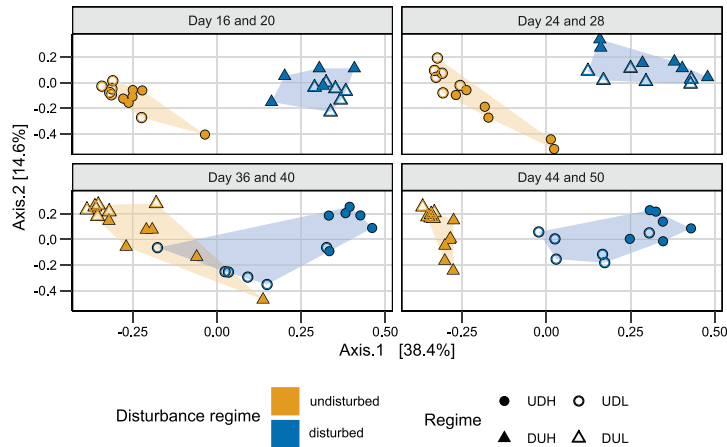 Day 16 and 20
Day 24 and 28
0.2
0.0
-0.2
-0.4
Day 36 and 40
Day 44 and 50
0.2
0.0
-0.2
-0.4
-0.25 0.00 0.25 0.50 -0.25 0.00 0.25 0.50
Axis.2 [14.6%]
Axis.1 [38.4%]
Disturbance regime
undisturbed
disturbed
Regime
UDH UDL
DUH DUL